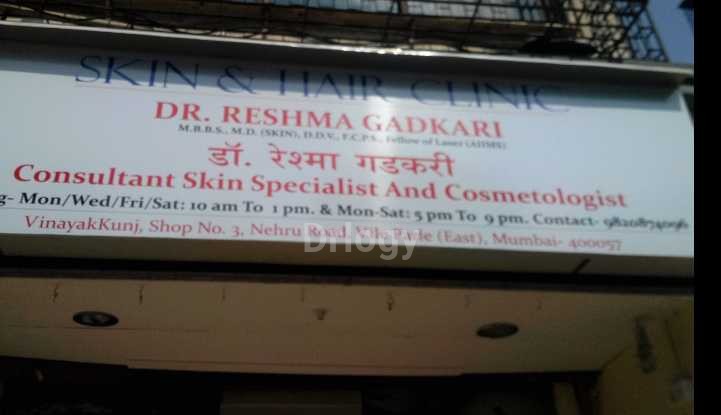 SKIN & HAIR CLINIC
DR. RESHMA GADKARI
M.B.B.S., M.D. (SKIN), D.D.V., F.C.P.S., Fellow of Laser (AIIMS)
डॉ. रेश्मा गडकरी
Consultant Skin Specialist And Cosmetologist
g- Mon/Wed/Fri/Sat: 10 am To 1 pm. & Mon-Sat: 5 pm To 9 pm. Contact- 9820874096
VinayakKunj, Shop No. 3, Nehru Road, Vile Parle (East), Mumbai- 400057